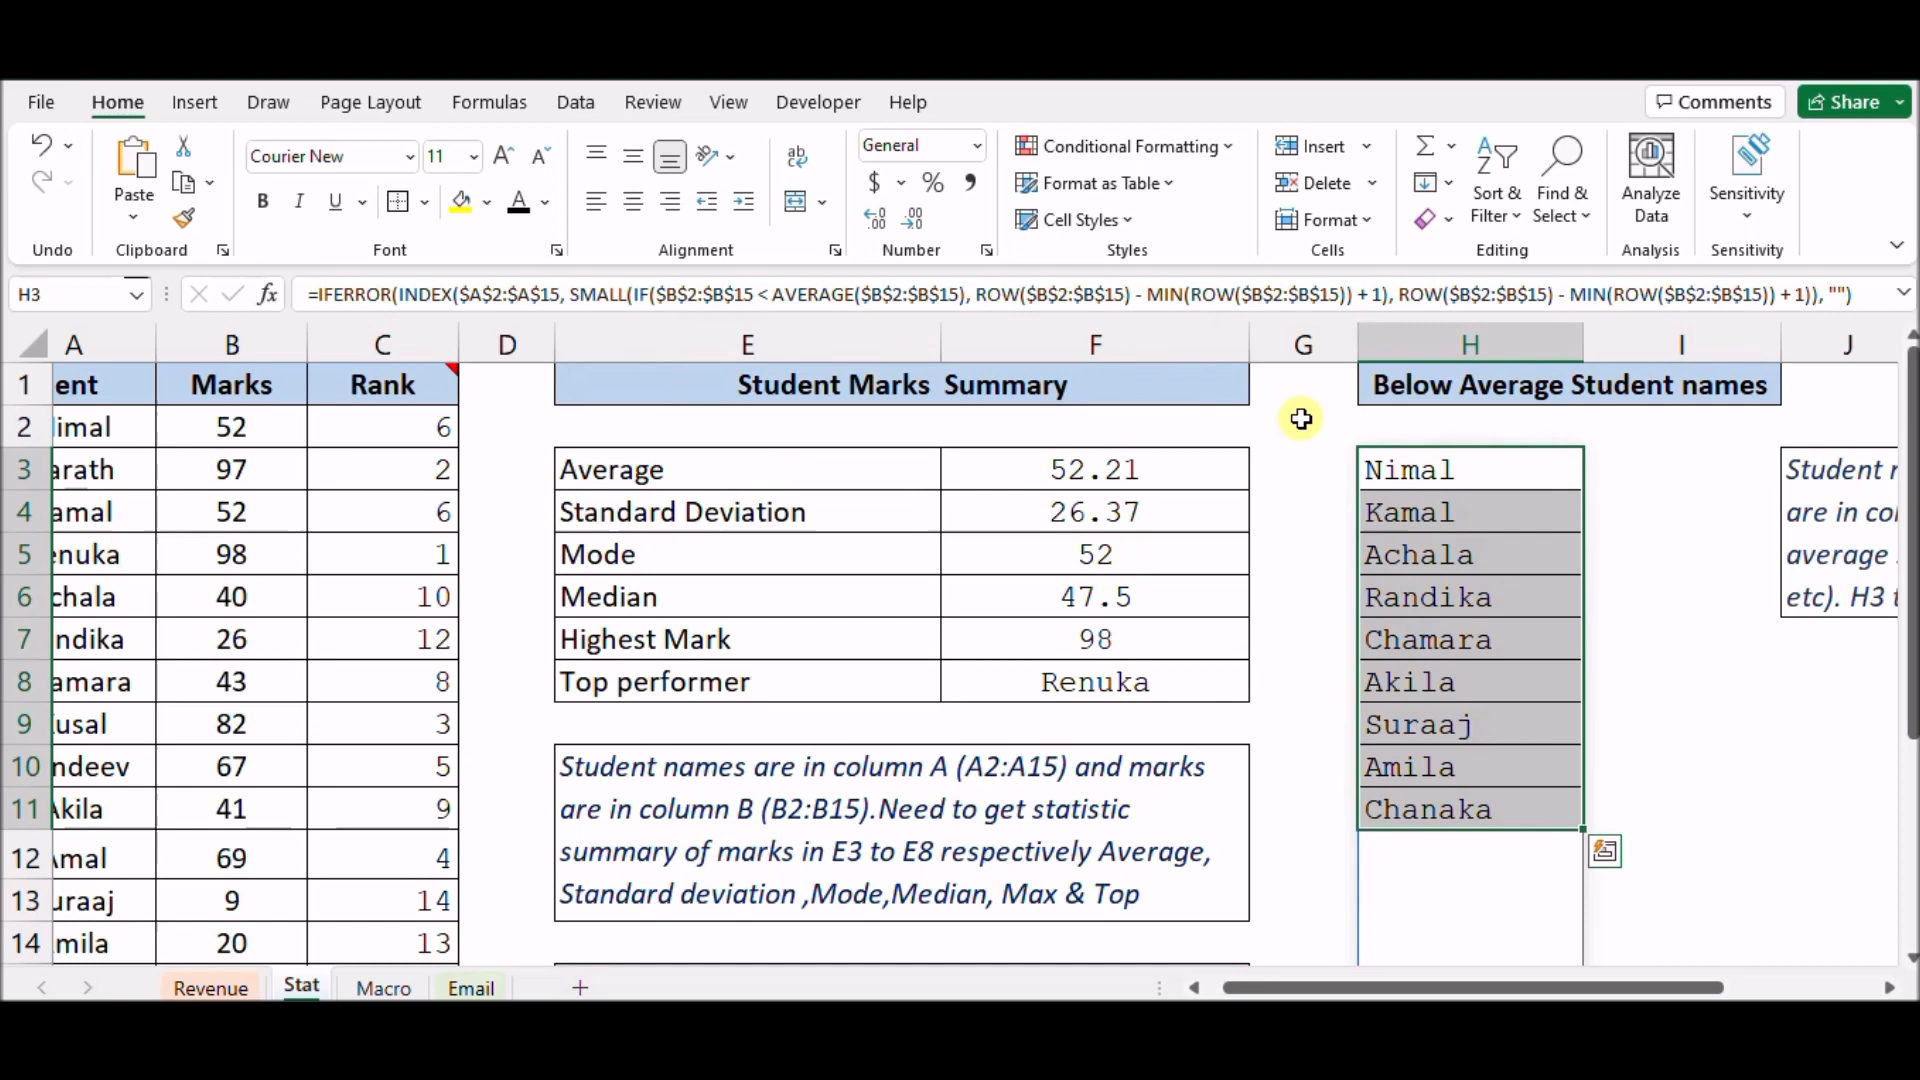 File Home Insert Draw Page Layout Formulas Data Review View Developer Help Comments Share
Courier New 11 General Conditional Formatting Insert
Paste Format as Table Delete Sort & Find & Analyze Sensitivity
B I U A $ % Cell Styles Format Filter Select Data
Undo Clipboard Font Alignment Number Styles Cells Editing Analysis Sensitivity
H3 fx =IFERROR(INDEX($A$2:$A$15, SMALL(IF($B$2:$B$15 < AVERAGE($B$2:$B$15), ROW($B$2:$B$15) - MIN(ROW($B$2:$B$15)) + 1), ROW($B$2:$B$15) - MIN(ROW($B$2:$B$15)) + 1)), "")
A B C D E F G H I J
1 ent Marks Rank Student Marks Summary Below Average Student names
2 imal 52 6
3 arath 97 2 Average 52.21 Nimal Student
4 amal 52 6 Standard Deviation 26.37 Kamal are in
5 enuka 98 1 Mode 52 Achala average
6 chala 40 10 Median 47.5 Randika etc). H3
7 ndika 26 12 Highest Mark 98 Chamara
8 amara 43 8 Top performer Renuka Akila
9 usal 82 3 Suraaj
10 ndeev 67 5 Student names are in column A (A2:A15) and marks Amila
11 Akila 41 9 are in column B (B2:B15).Need to get statistic Chanaka
12 Amal 69 4 summary of marks in E3 to E8 respectively Average,
13 uraaj 9 14 Standard deviation ,Mode,Median, Max & Top
14 mila 20 13
Revenue Stat Macro Email +